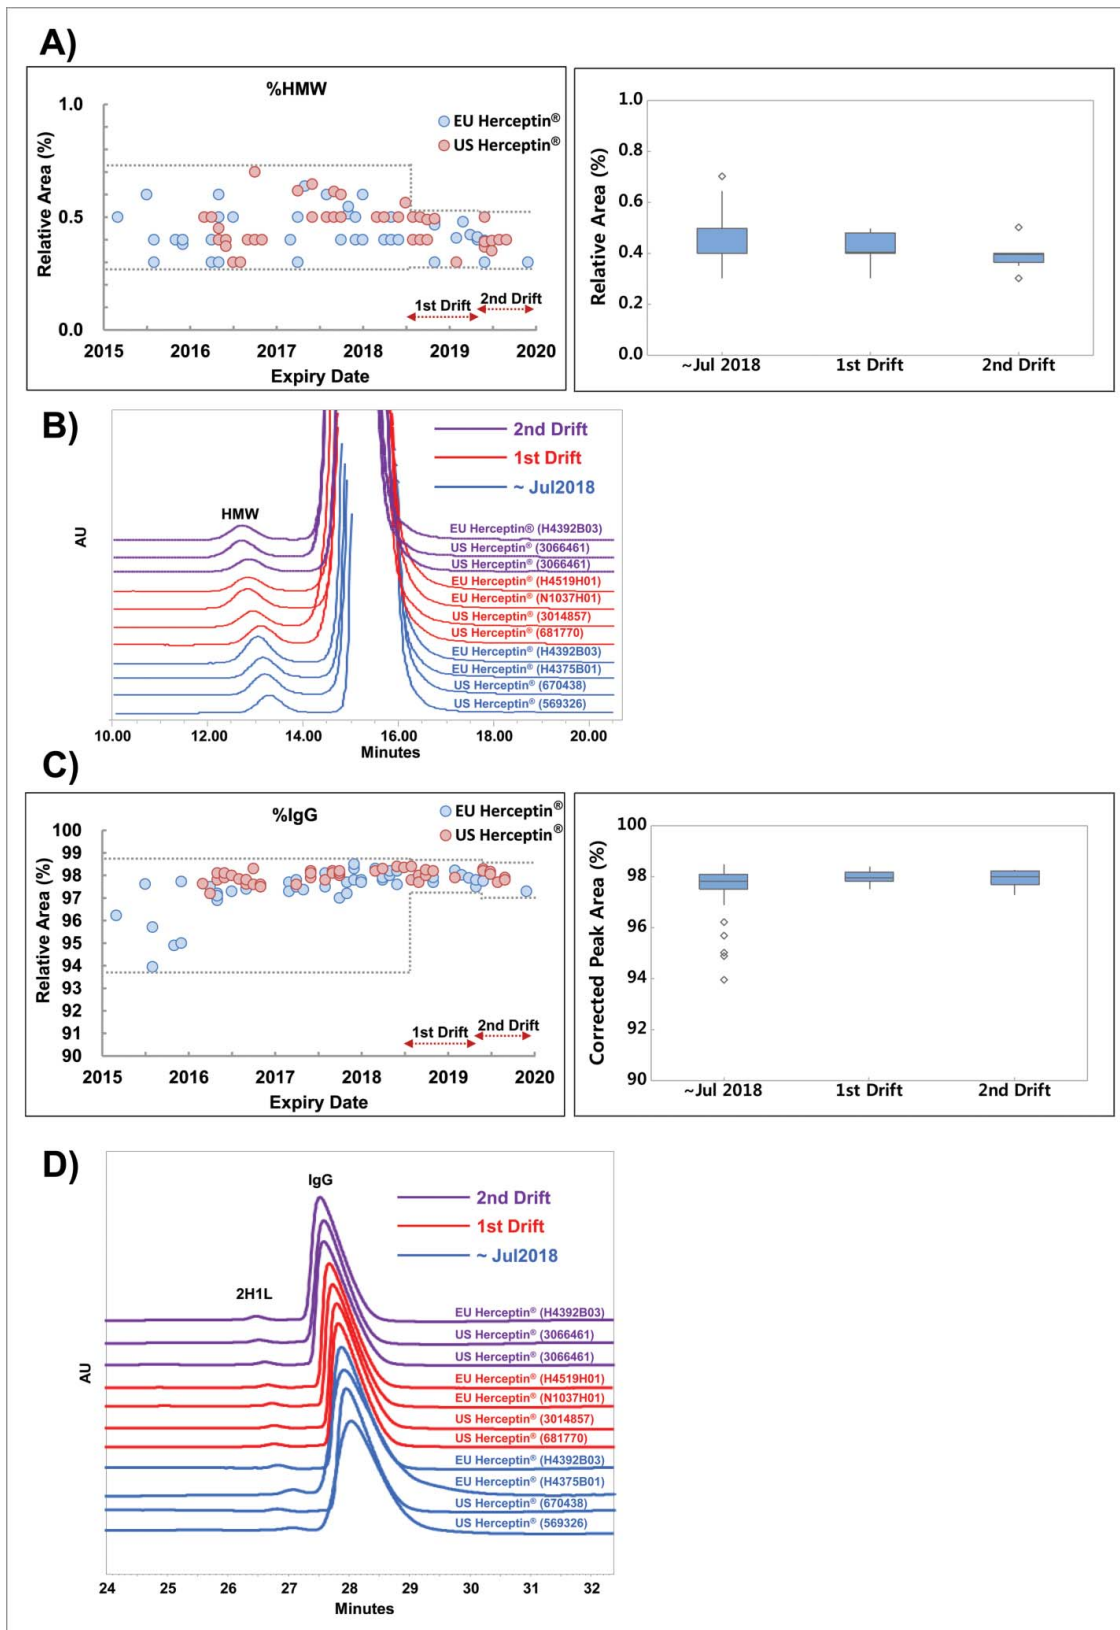 A)
%HMW
EU Herceptin®
US Herceptin®
Relative Area (%)
1.0
0.5
0.0
1st Drift
2nd Drift
2015 2016 2017 2018 2019 2020
Expiry Date
Relative Area (%)
1.0
0.8
0.6
0.4
0.2
0.0
~Jul 2018 1st Drift 2nd Drift
B)
2nd Drift
1st Drift
~ Jul2018
HMW
AU
EU Herceptin® (H4392B03)
US Herceptin® (3066461)
US Herceptin® (3066461)
EU Herceptin® (H4519H01)
EU Herceptin® (N1037H01)
US Herceptin® (3014857)
US Herceptin® (681770)
EU Herceptin® (H4392B03)
EU Herceptin® (H4375B01)
US Herceptin® (670438)
US Herceptin® (569326)
10.00 12.00 14.00 16.00 18.00 20.00
Minutes
C)
%IgG
EU Herceptin®
US Herceptin®
Relative Area (%)
100
99
98
97
96
95
94
93
92
91
90
1st Drift
2nd Drift
2015 2016 2017 2018 2019 2020
Expiry Date
Corrected Peak Area (%)
100
98
96
94
92
90
~Jul 2018 1st Drift 2nd Drift
D)
IgG
2nd Drift
1st Drift
~ Jul2018
2H1L
AU
EU Herceptin® (H4392B03)
US Herceptin® (3066461)
US Herceptin® (3066461)
EU Herceptin® (H4519H01)
EU Herceptin® (N1037H01)
US Herceptin® (3014857)
US Herceptin® (681770)
EU Herceptin® (H4392B03)
EU Herceptin® (H4375B01)
US Herceptin® (670438)
US Herceptin® (569326)
24 25 26 27 28 29 30 31 32
Minutes